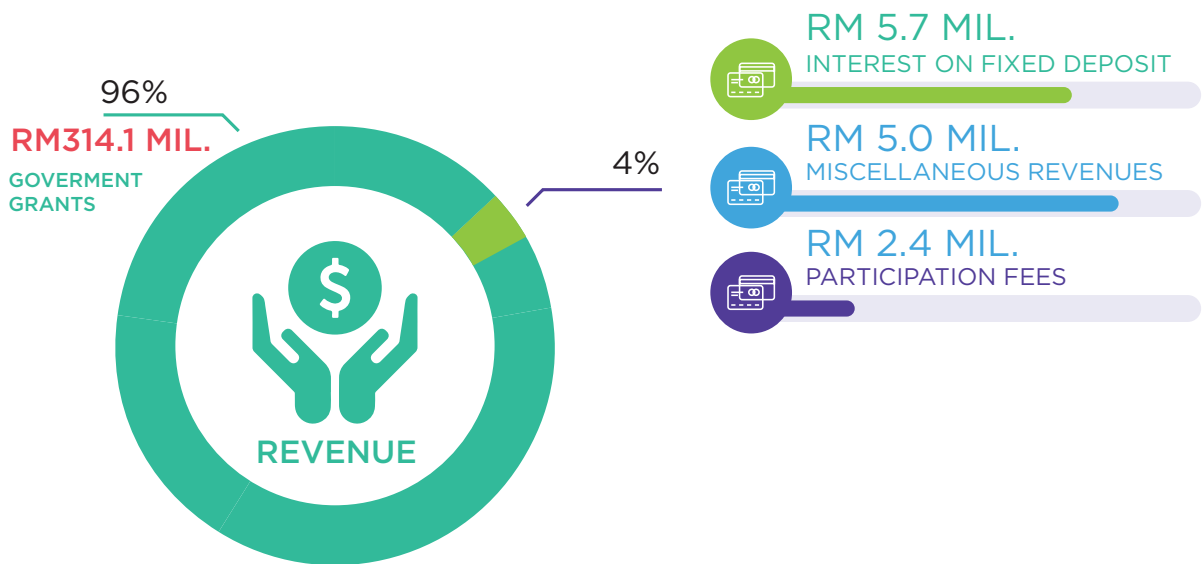 96%
RM314.1 MIL.
GOVERMENT
GRANTS
4%
$
REVENUE
RM 5.7 MIL.
INTEREST ON FIXED DEPOSIT
RM 5.0 MIL.
MISCELLANEOUS REVENUES
RM 2.4 MIL.
PARTICIPATION FEES